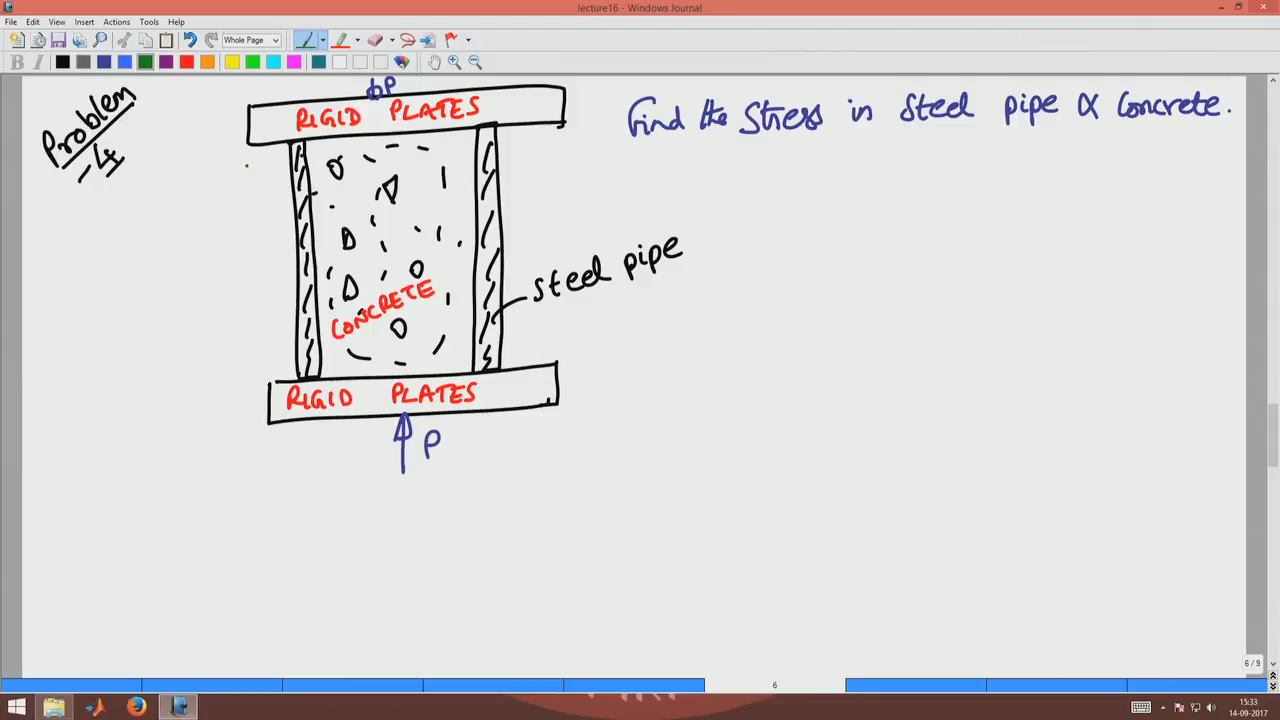 lecture16 - Windows Journal
File Edit View Insert Actions Tools Help
Whole Page
B I
Problem
-4
P
RIGID PLATES
Find the Stress in Steel pipe & Concrete.
steel pipe
CONCRETE
RIGID PLATES
P
6 / 9
6
15:33
14-09-2017